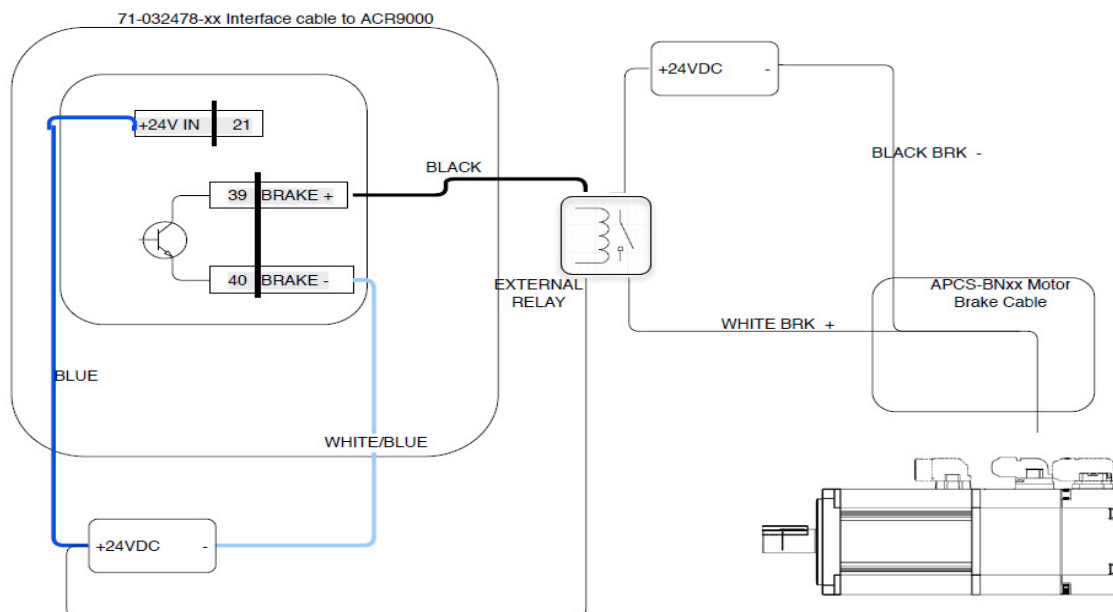 71-032478-xx Interface cable to ACR9000
+24VDC -
+24V IN 21
BLACK
BLACK BRK -
39 BRAKE +
40 BRAKE -
EXTERNAL
RELAY
APCS-BNxx Motor
Brake Cable
WHITE BRK +
BLUE
WHITE/BLUE
+24VDC -